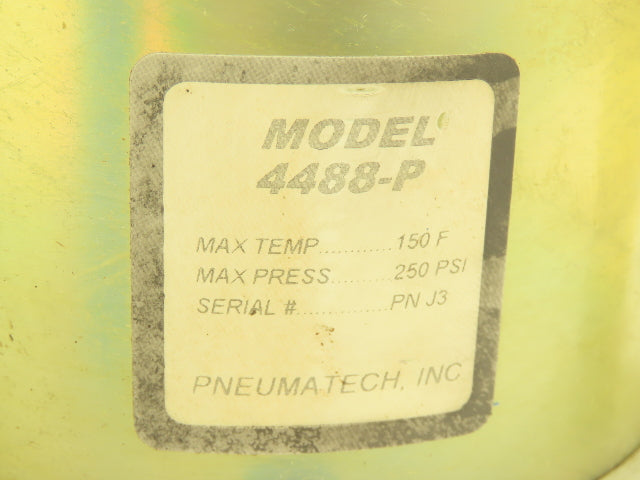 MODEL
4488-P
MAX TEMP............150 F
MAX PRESS..........250 PSI
SERIAL #...............PN J3
PNEUMATECH, INC